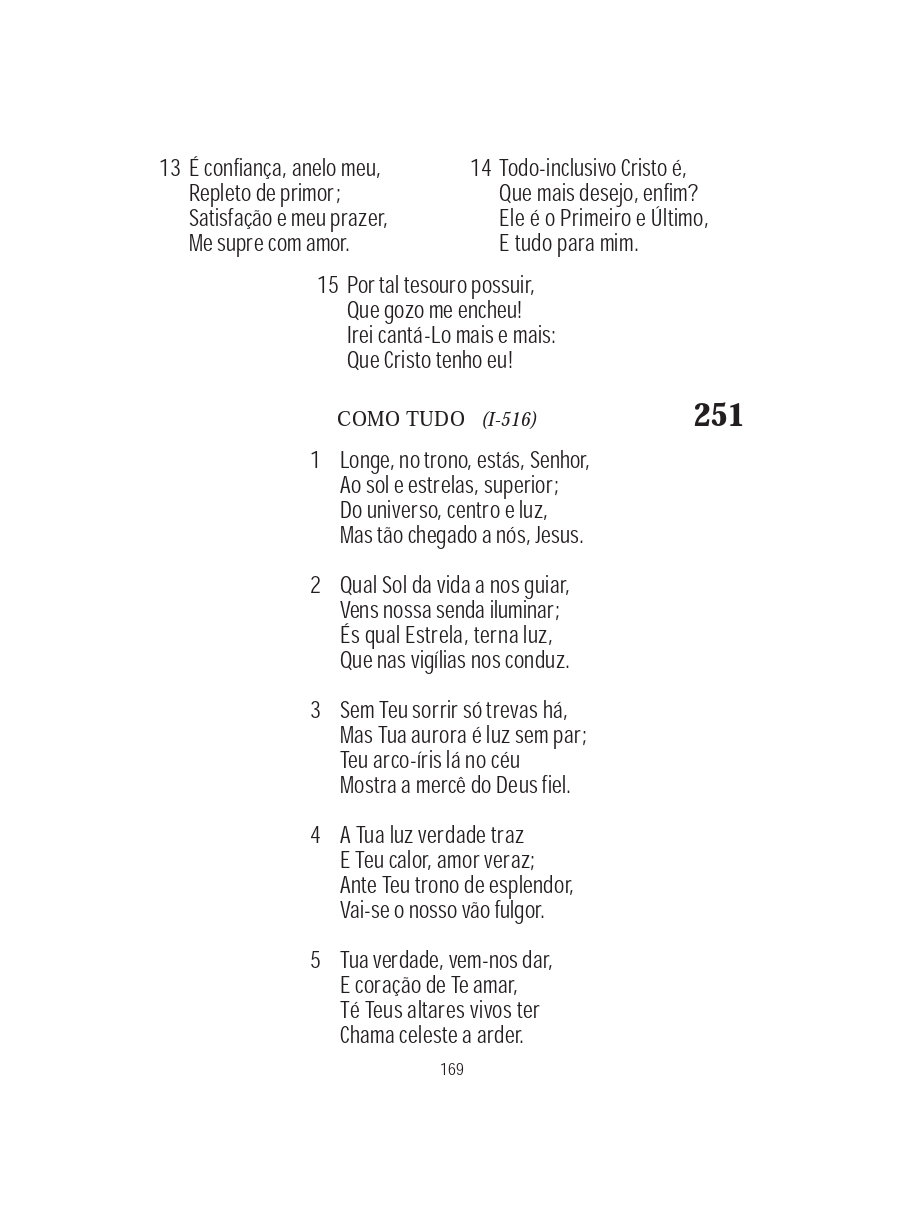 13 É confiança, anelo meu,
Repleto de primor;
Satisfação e meu prazer,
Me supre com amor.
14 Todo-inclusivo Cristo é,
Que mais desejo, enfim?
Ele é o Primeiro e Último,
E tudo para mim.
15 Por tal tesouro possuir,
Que gozo me encheu!
Irei cantá-Lo mais e mais:
Que Cristo tenho eu!
COMO TUDO (I-516) 251
1 Longe, no trono, estás, Senhor,
Ao sol e estrelas, superior;
Do universo, centro e luz,
Mas tão chegado a nós, Jesus.
2 Qual Sol da vida a nos guiar,
Vens nossa senda iluminar;
És qual Estrela, terna luz,
Que nas vigílias nos conduz.
3 Sem Teu sorrir só trevas há,
Mas Tua aurora é luz sem par;
Teu arco-íris lá no céu
Mostra a mercê do Deus fiel.
4 A Tua luz verdade traz
E Teu calor, amor veraz;
Ante Teu trono de esplendor,
Vai-se o nosso vão fulgor.
5 Tua verdade, vem-nos dar,
E coração de Te amar,
Té Teus altares vivos ter
Chama celeste a arder.
169